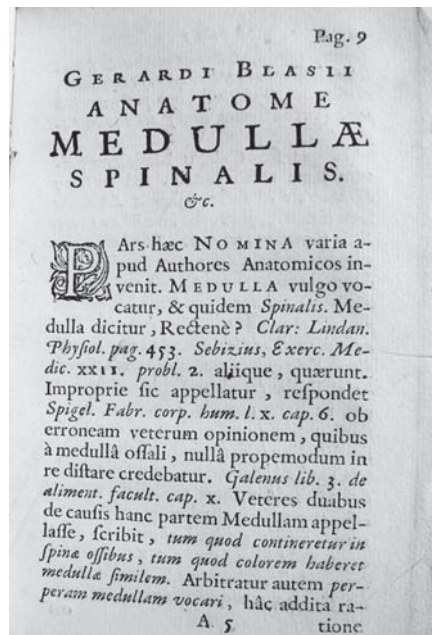 Pag. 9
GERARDI BLASII
ANATOME
MEDULLÆ
SPINALIS.
&c.
PArs hæc NOMINA varia a-
pud Authores Anatomicos in-
venit. MEDULLA vulgo vo-
catur, & quidem Spinalis. Me-
dulla dicitur, Rectenè? Clar: Lindan.
Phyſiol. pag. 453. Sebizius, Exerc. Me-
dic. XXII. probl. 2. aliique, quærunt.
Improprie ſic appellatur, reſpondet
Spigel. Fabr. corp. hum. l. x. cap. 6. ob
erroneam veterum opinionem, quibus
à medullâ oſſali, nullâ propemodum in
re diſtare credebatur. Galenus lib. 3. de
aliment. facult. cap. x. Veteres duabus
de cauſis hanc partem Medullam appel-
laſſe, ſcribit, tum quod contineretur in
ſpinæ oſſibus, tum quod colorem haberet
medullæ ſimilem. Arbitratur autem per-
peram medullam vocari, hâc addita ra-
A 5 tione